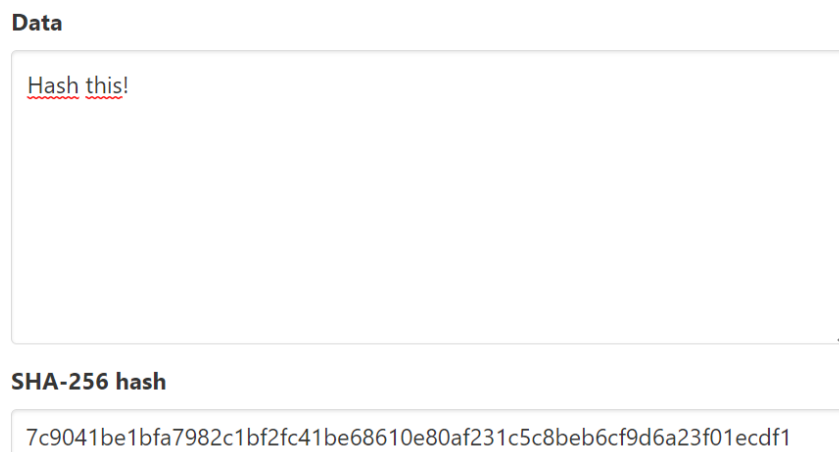 Data
Hash this!
SHA-256 hash
7c9041be1bfa7982c1bf2fc41be68610e80af231c5c8beb6cf9d6a23f01ecdf1